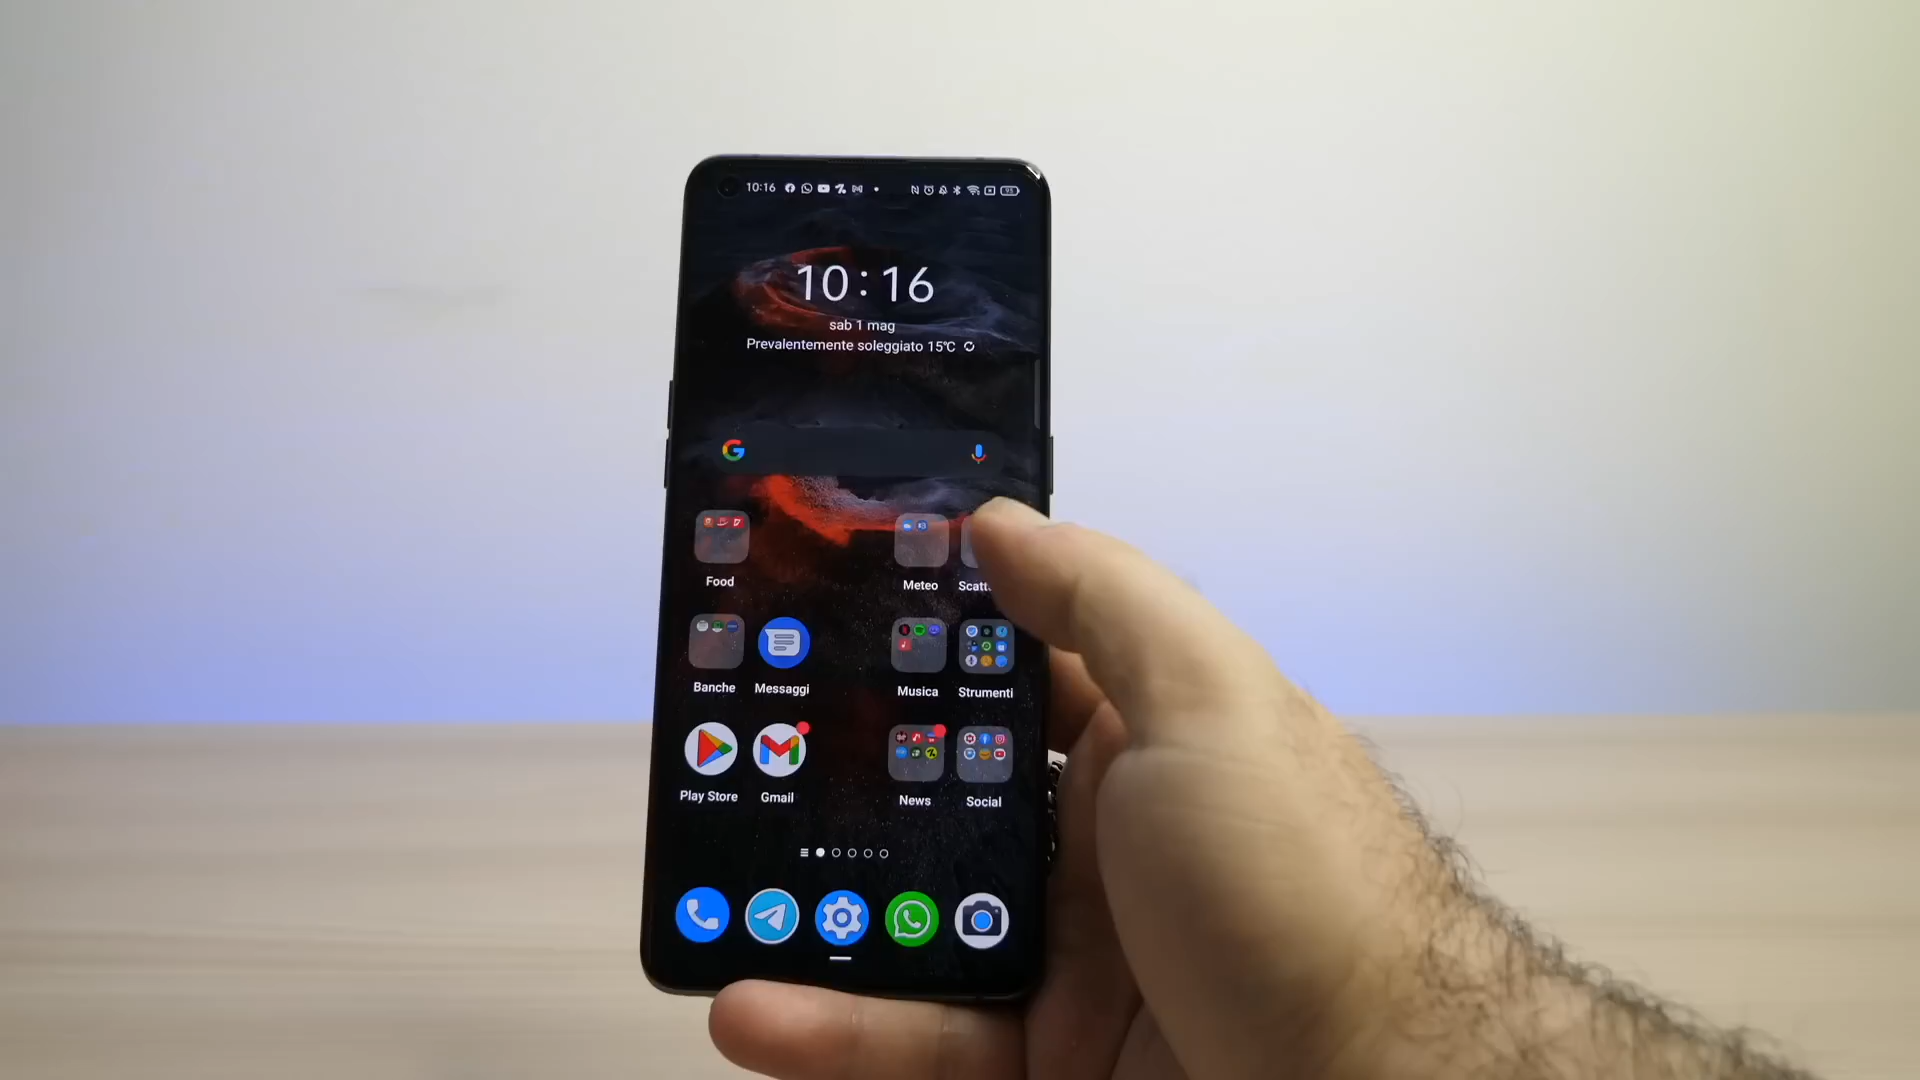 10:16
10:16
sab 1 mag
Prevalentemente soleggiato 15°C
Food
Meteo
Banche
Messaggi
Musica
Strumenti
Play Store
Gmail
News
Social